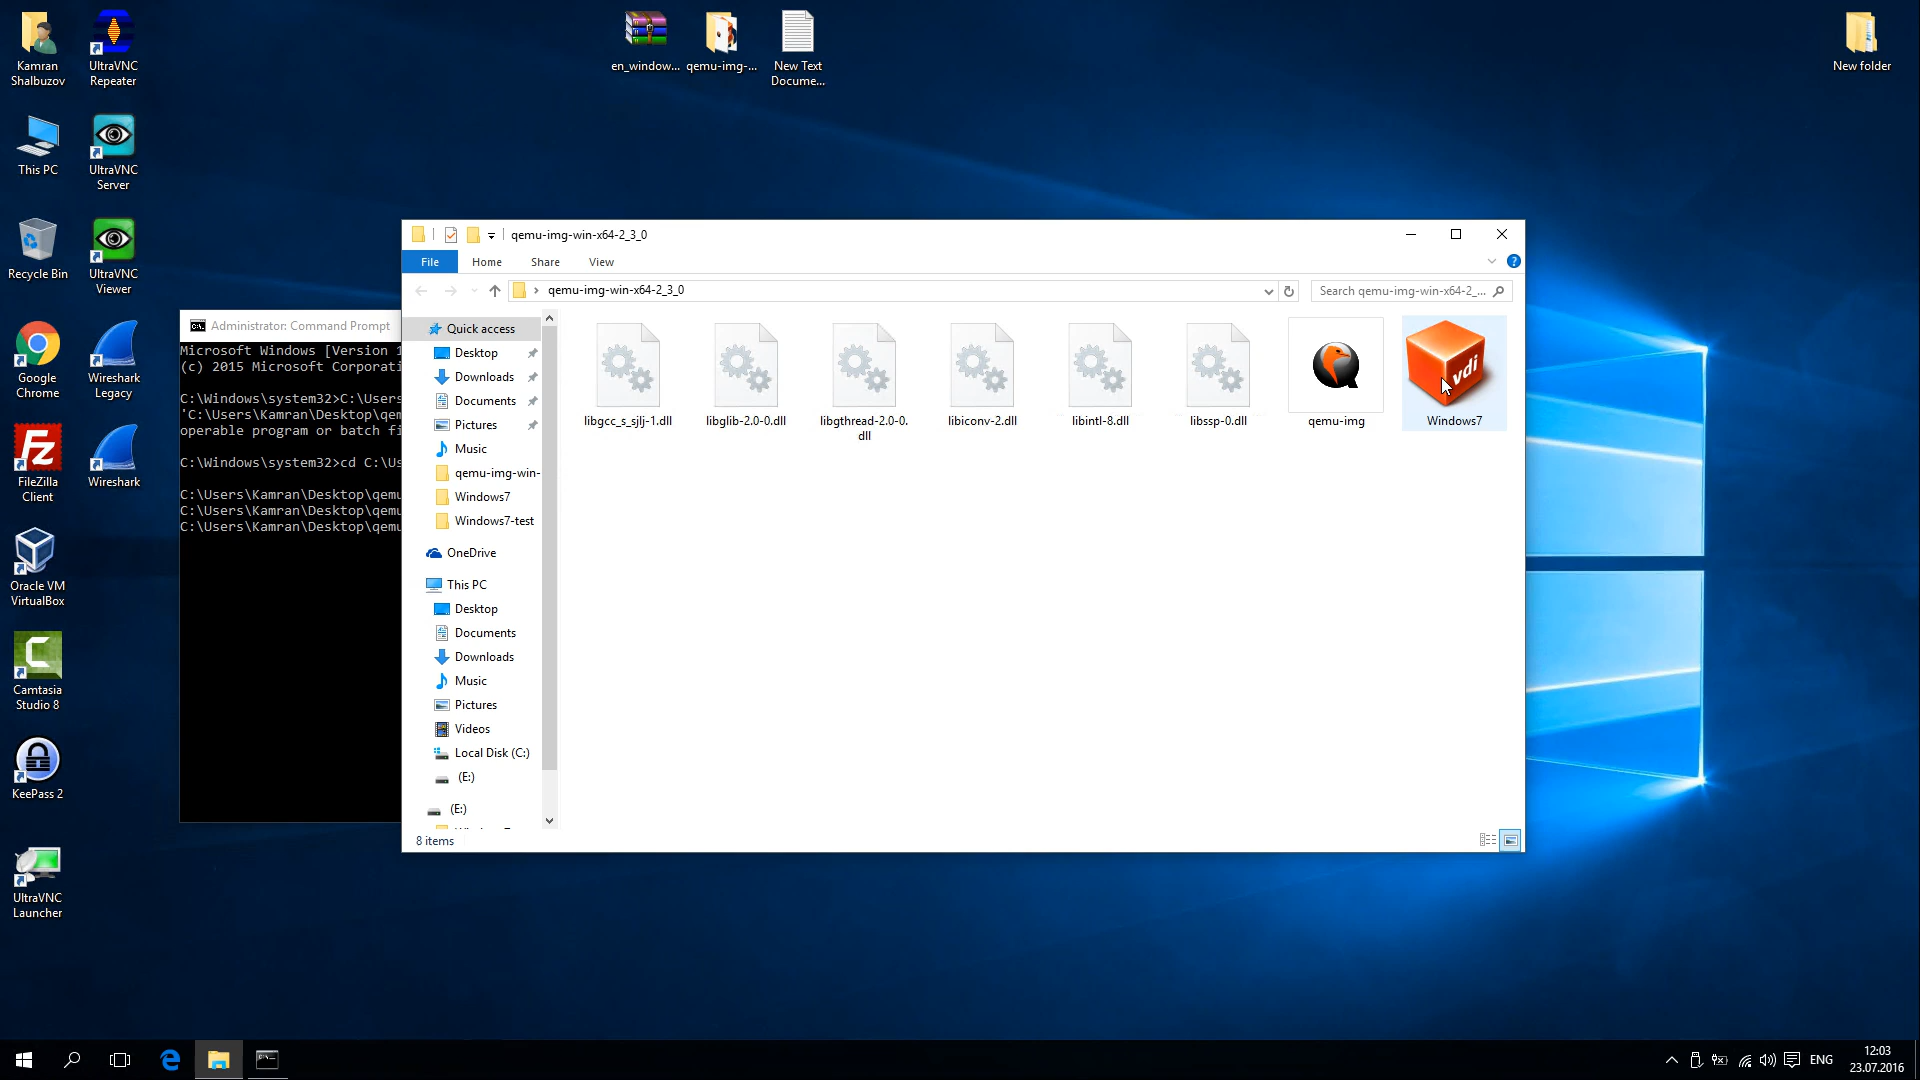 Kamran
Shalbuzov
UltraVNC
Repeater
en_window...
qemu-img-...
New Text
Docume...
New folder
This PC
UltraVNC
Server
Recycle Bin
UltraVNC
Viewer
Google
Chrome
Wireshark
Legacy
FileZilla
Client
Wireshark
Oracle VM
VirtualBox
Camtasia
Studio 8
KeePass 2
UltraVNC
Launcher
Administrator: Command Prompt
Microsoft Windows [Version 1
(c) 2015 Microsoft Corporati
C:\Windows\system32>C:\Users
'C:\Users\Kamran\Desktop\qem
operable program or batch fi
C:\Windows\system32>cd C:\Us
C:\Users\Kamran\Desktop\qemu
C:\Users\Kamran\Desktop\qemu
C:\Users\Kamran\Desktop\qemu
qemu-img-win-x64-2_3_0
File Home Share View
qemu-img-win-x64-2_3_0
Search qemu-img-win-x64-2_...
Quick access
Desktop
Downloads
Documents
Pictures
Music
qemu-img-win-
Windows7
Windows7-test
OneDrive
This PC
Desktop
Documents
Downloads
Music
Pictures
Videos
Local Disk (C:)
(E:)
(E:)
libgcc_s_sjlj-1.dll
libglib-2.0-0.dll
libgthread-2.0-0.
dll
libiconv-2.dll
libintl-8.dll
libssp-0.dll
qemu-img
vdi
Windows7
8 items
ENG
12:03
23.07.2016